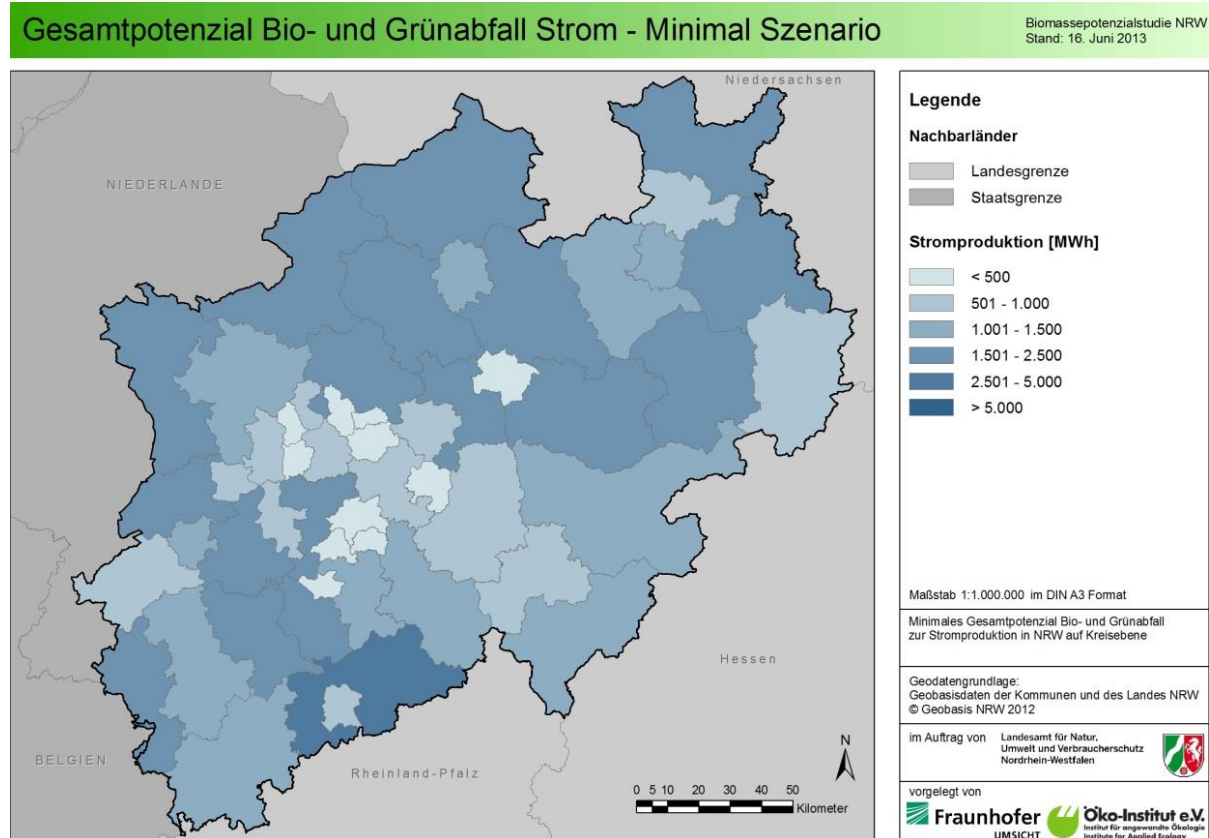 Gesamtpotenzial Bio- und Grünabfall Strom - Minimal Szenario
Biomassepotenzialstudie NRW
Stand: 16. Juni 2013
Niedersachsen
NIEDERLANDE
Hessen
BELGIEN
Rheinland-Pfalz
N
0 5 10 20 30 40 50
Kilometer
Legende
Nachbarländer
Landesgrenze
Staatsgrenze
Stromproduktion [MWh]
< 500
501 - 1.000
1.001 - 1.500
1.501 - 2.500
2.501 - 5.000
> 5.000
Maßstab 1:1.000.000 im DIN A3 Format
Minimales Gesamtpotenzial Bio- und Grünabfall
zur Stromproduktion in NRW auf Kreisebene
Geodatengrundlage:
Geobasisdaten der Kommunen und des Landes NRW
© Geobasis NRW 2012
im Auftrag von
Landesamt für Natur,
Umwelt und Verbraucherschutz
Nordrhein-Westfalen
vorgelegt von
Fraunhofer
UMSICHT
Öko-Institut e.V.
Institut für angewandte Ökologie
Institute for Applied Ecology